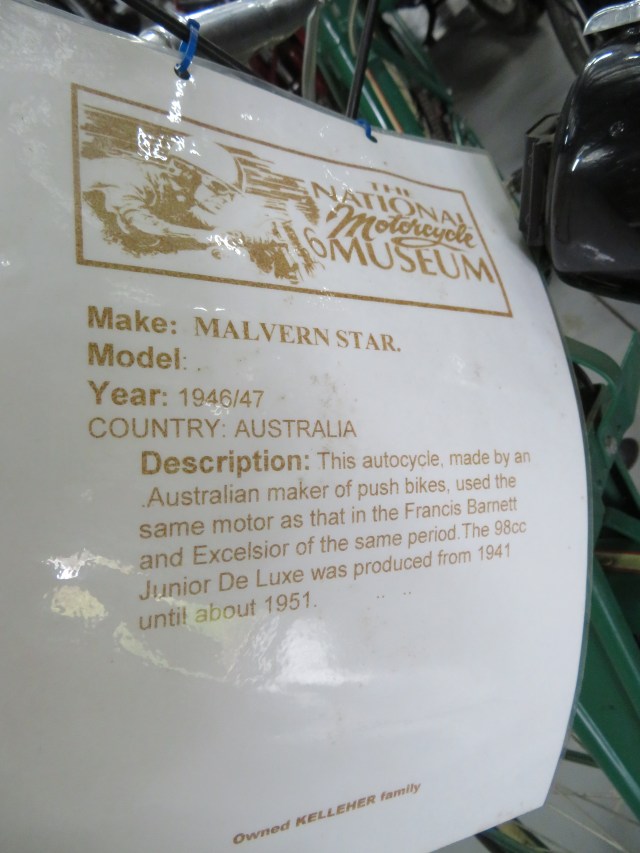 THE
NATIONAL
Motorcycle
MUSEUM
6
Make: MALVERN STAR.
Model: .
Year: 1946/47
COUNTRY: AUSTRALIA
Description: This autocycle, made by an
.Australian maker of push bikes, used the
same motor as that in the Francis Barnett
and Excelsior of the same period.The 98cc
Junior De Luxe was produced from 1941
until about 1951.
Owned KELLEHER family